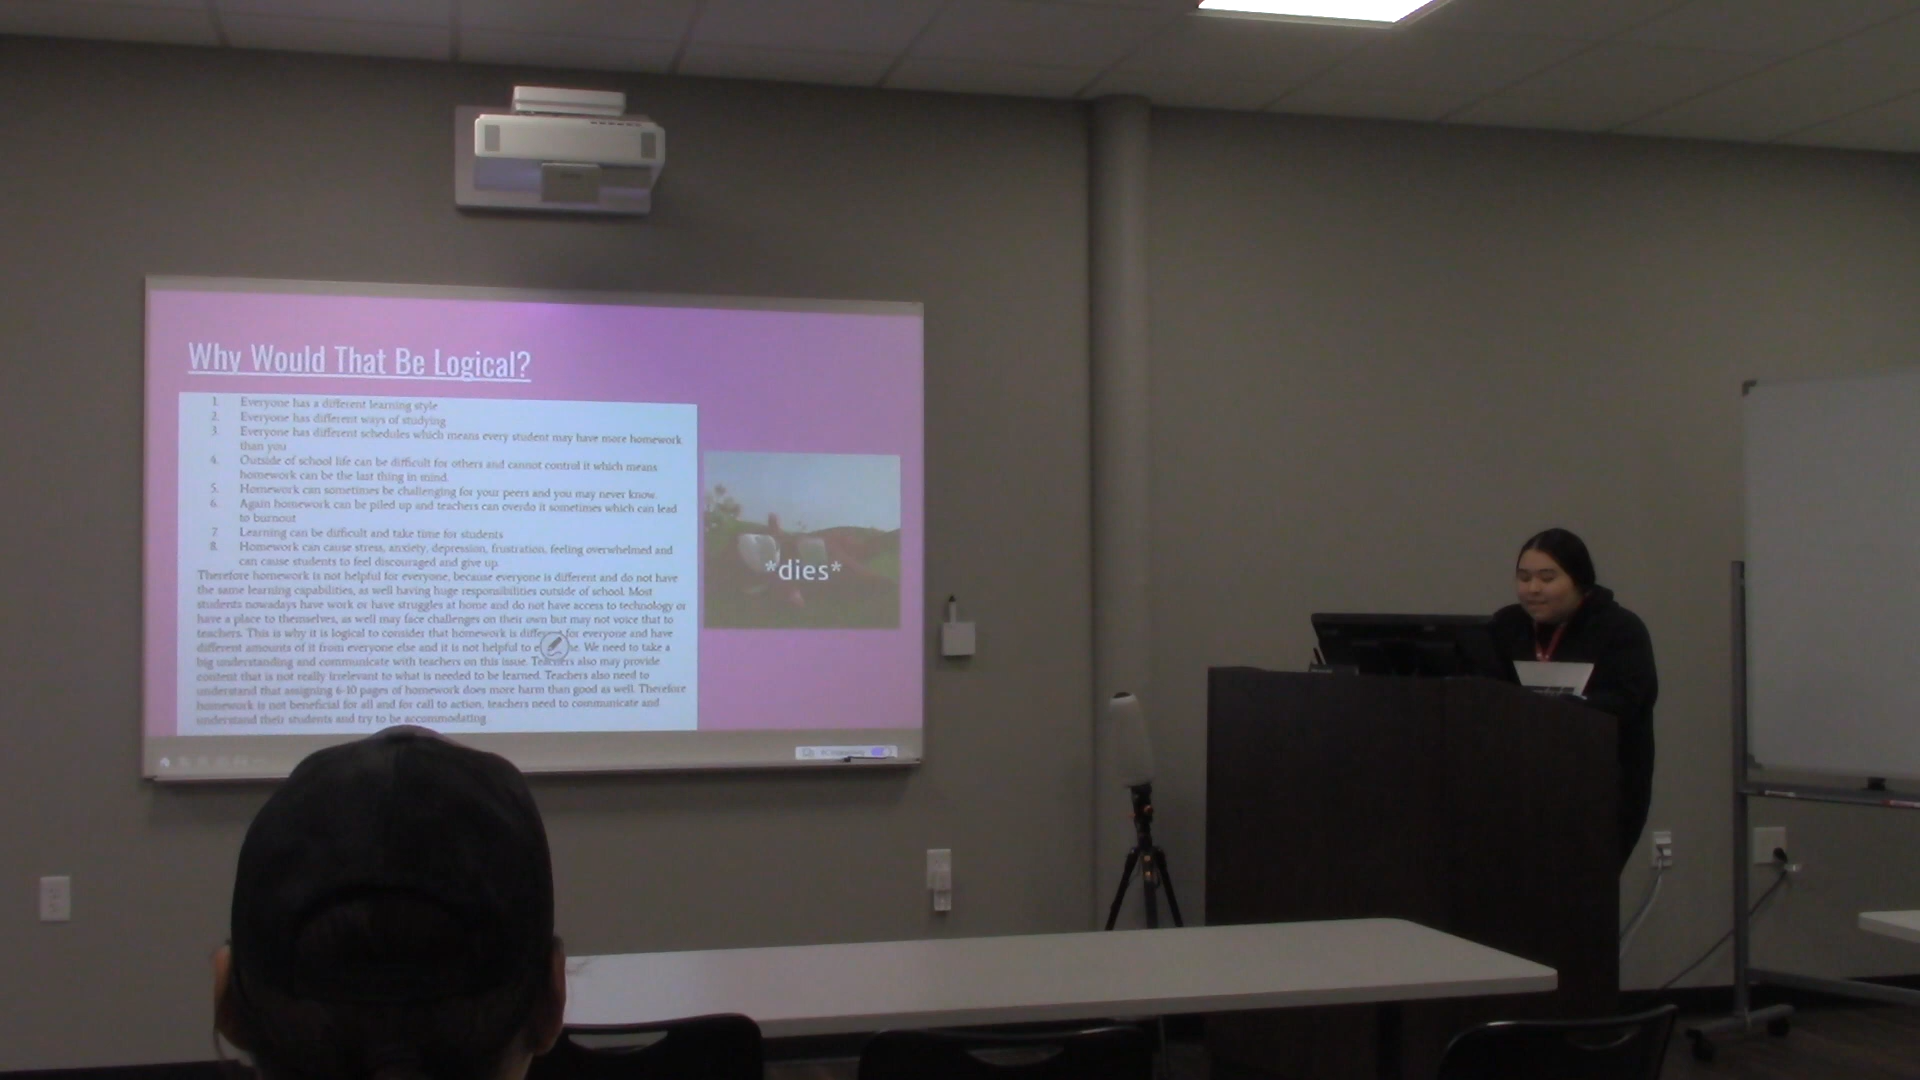 Why Would That Be Logical?
1. Everyone has a different learning style
2. Everyone has different ways of studying
3. Everyone has different schedules which means every student may have more homework
than you
4. Outside of school life can be difficult for others and cannot control it which means
homework can be the last thing in mind.
5. Homework can sometimes be challenging for your peers and you may never know.
6. Again homework can be piled up and teachers can overdo it sometimes which can lead
to burnout
7. Learning can be difficult and take time for students
8. Homework can cause stress, anxiety, depression, frustration, feeling overwhelmed and
can cause students to feel discouraged and give up.
Therefore homework is not helpful for everyone, because everyone is different and do not have
the same learning capabilities, as well having huge responsibilities outside of school. Most
students nowadays have work or have struggles at home and do not have access to technology or
have a place to themselves, as well may face challenges on their own but may not voice that to
teachers. This is why it is logical to consider that homework is different for everyone and have
different amounts of it from everyone else and it is not helpful to . We need to take a
big understanding and communicate with teachers on this issue. Teachers also may provide
content that is not really irrelevant to what is needed to be learned. Teachers also need to
understand that assigning 6-10 pages of homework does more harm than good as well. Therefore
homework is not beneficial for all and for call to action, teachers need to communicate and
understand their students and try to be accommodating.
*dies*